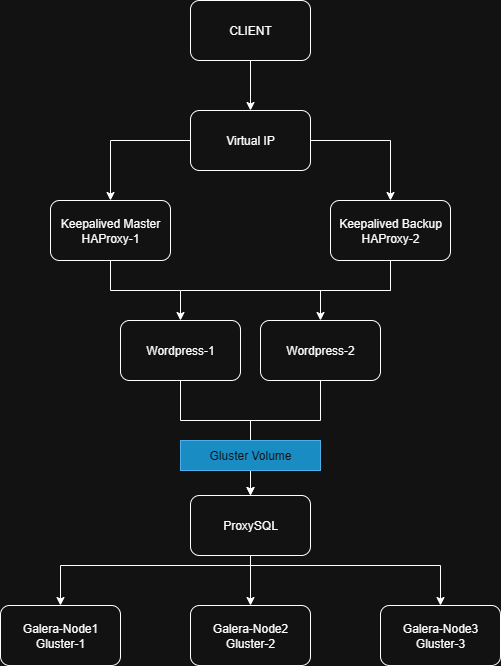 CLIENT
Virtual IP
Keepalived Master
HAProxy-1
Keepalived Backup
HAProxy-2
Wordpress-1
Wordpress-2
Gluster Volume
ProxySQL
Galera-Node1
Gluster-1
Galera-Node2
Gluster-2
Galera-Node3
Gluster-3